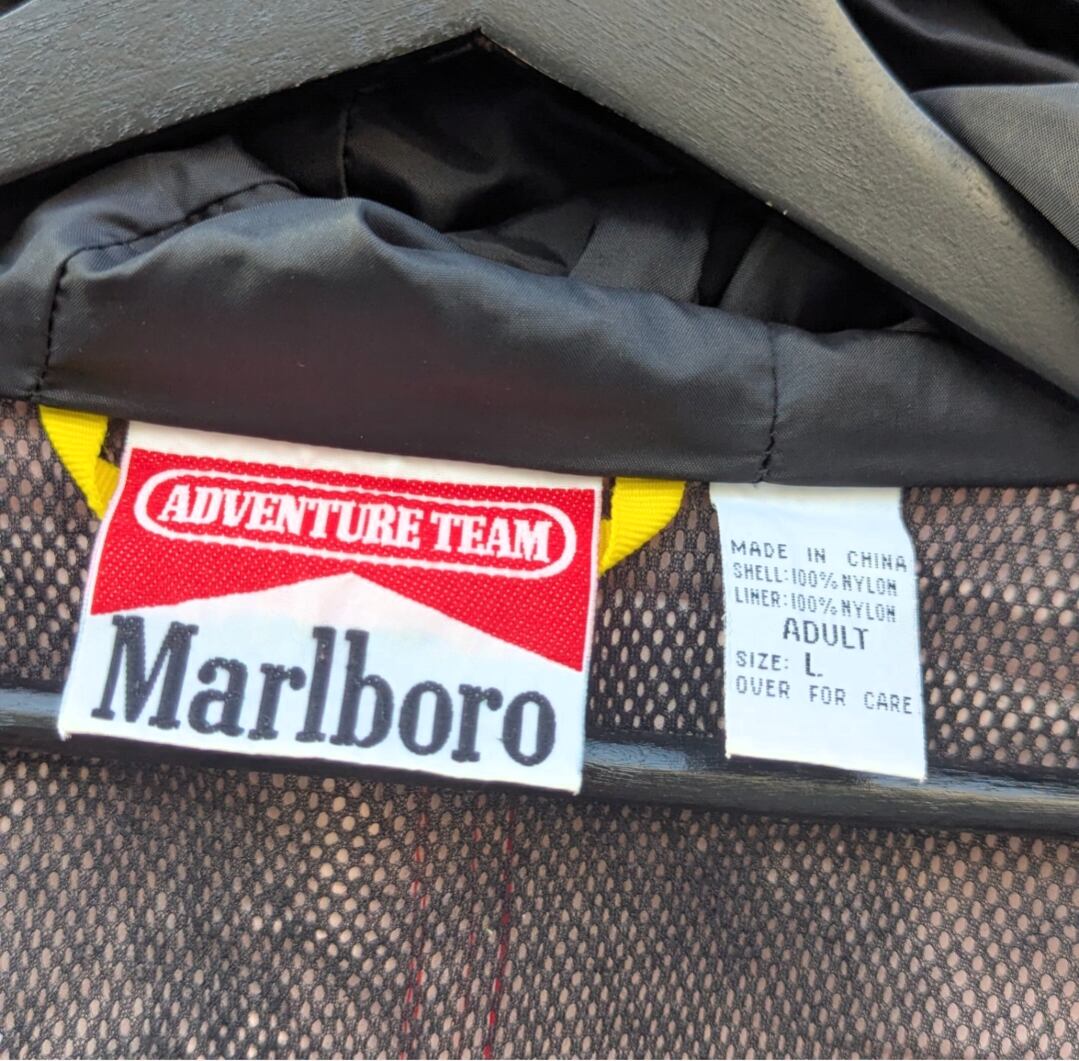 ADVENTURE TEAM
Marlboro
MADE IN CHINA
SHELL:100% NYLON
LINER:100% NYLON
ADULT
SIZE: L
OVER FOR CARE